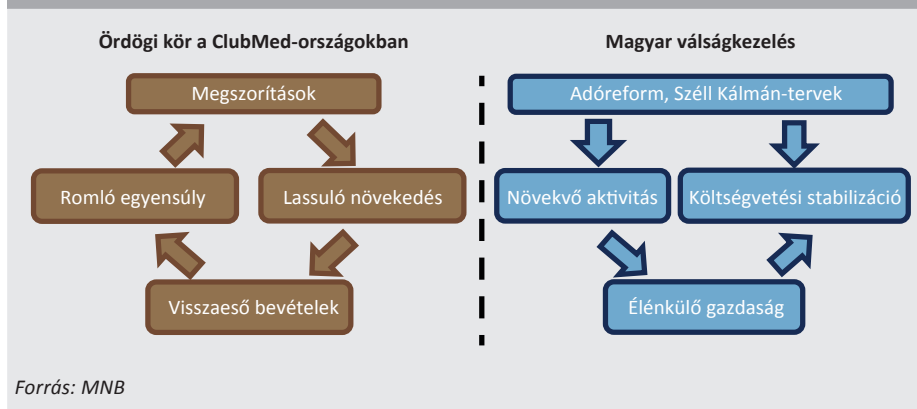 Ördögi kör a ClubMed-országokban
Megszorítások
Romló egyensúly
Lassuló növekedés
Visszaeső bevételek
Magyar válságkezelés
Adóreform, Széll Kálmán-tervek
Növekvő aktivitás
Költségvetési stabilizáció
Élénkülő gazdaság
Forrás: MNB